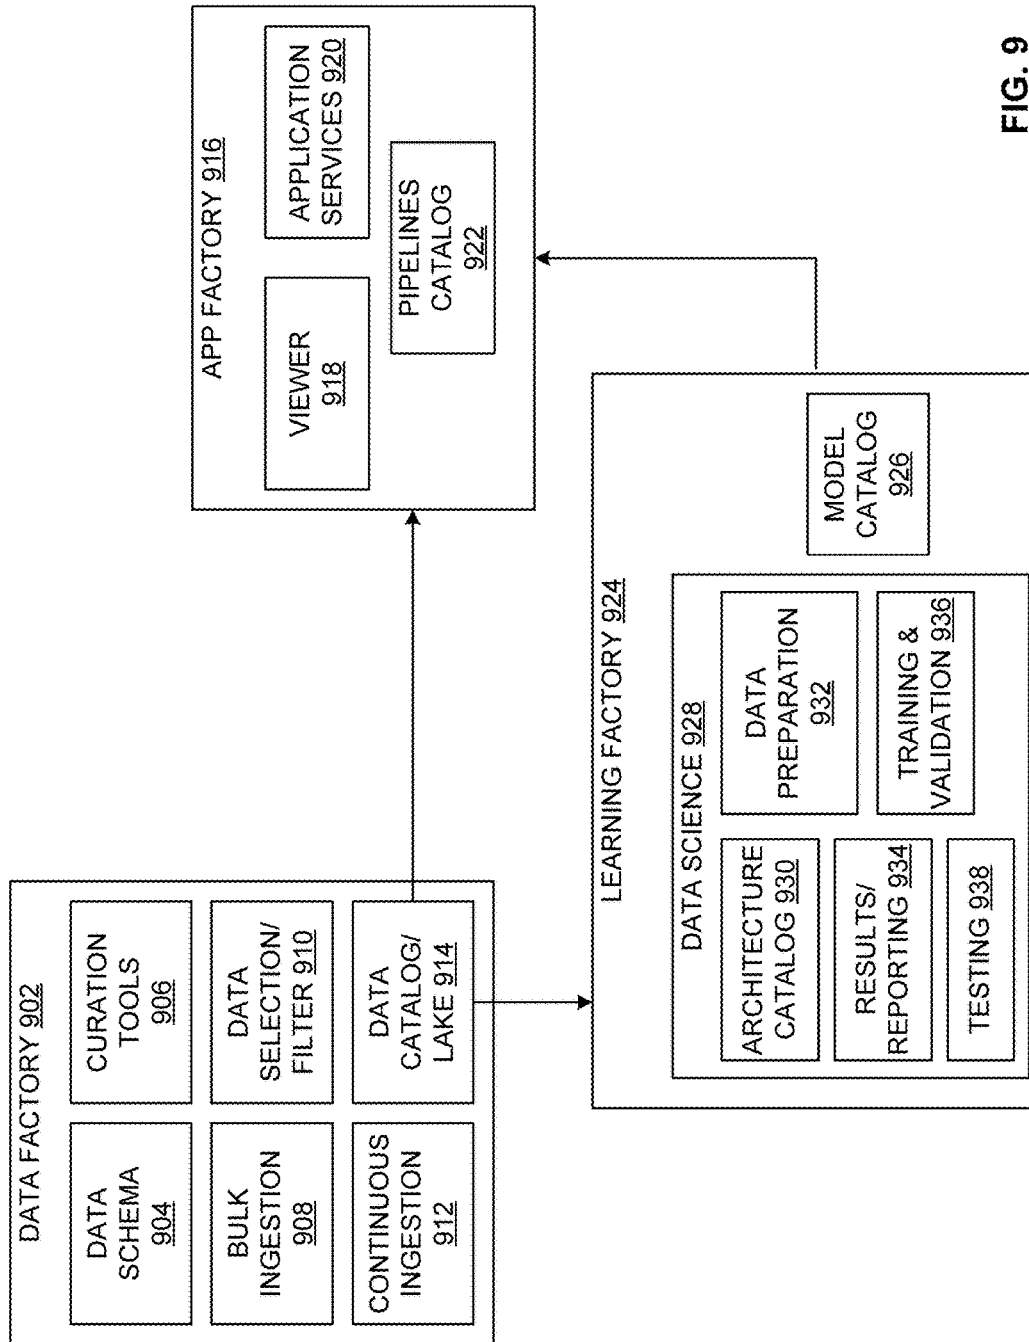 DATA FACTORY 902
DATA
SCHEMA
904
CURATION
TOOLS
906
BULK
INGESTION
908
DATA
SELECTION/
FILTER 910
CONTINUOUS
INGESTION
912
DATA
CATALOG/
LAKE 914
APP FACTORY 916
VIEWER
918
APPLICATION
SERVICES 920
PIPELINES
CATALOG
922
LEARNING FACTORY 924
DATA SCIENCE 928
ARCHITECTURE
CATALOG 930
DATA
PREPARATION
932
RESULTS/
REPORTING 934
TRAINING &
VALIDATION 936
TESTING 938
MODEL
CATALOG
926
FIG. 9